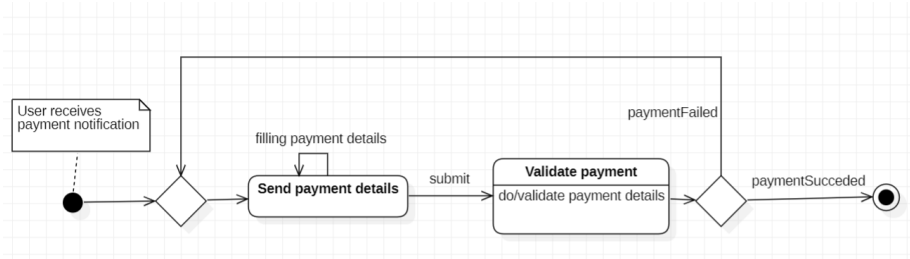 User receives
payment notification
filling payment details
Send payment details
submit
Validate payment
do/validate payment details
paymentFailed
paymentSucceded